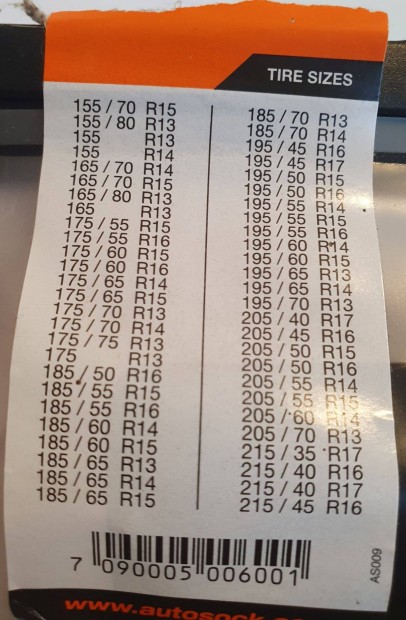 TIRE SIZES
155 / 70 R15
155 / 80 R13
155 R13
155 R14
165 / 70 R14
165 / 70 R15
165 / 80 R13
165 R13
175 / 55 R15
175 / 55 R16
175 / 60 R15
175 / 60 R16
175 / 65 R14
175 / 65 R15
175 / 70 R13
175 / 70 R14
175 / 75 R13
175 R13
185 / 50 R16
185 / 55 R15
185 / 55 R16
185 / 60 R14
185 / 60 R15
185 / 65 R13
185 / 65 R14
185 / 65 R15
185 / 70 R13
185 / 70 R14
195 / 45 R16
195 / 45 R17
195 / 50 R15
195 / 50 R16
195 / 55 R14
195 / 55 R15
195 / 55 R16
195 / 60 R14
195 / 60 R15
195 / 65 R13
195 / 65 R14
195 / 70 R13
205 / 40 R17
205 / 45 R16
205 / 50 R15
205 / 50 R16
205 / 55 R14
205 / 55 R15
205 / 60 R14
205 / 70 R13
215 / 35 R17
215 / 40 R16
215 / 40 R17
215 / 45 R16
7 090005 006001
AS009
www.autosock.